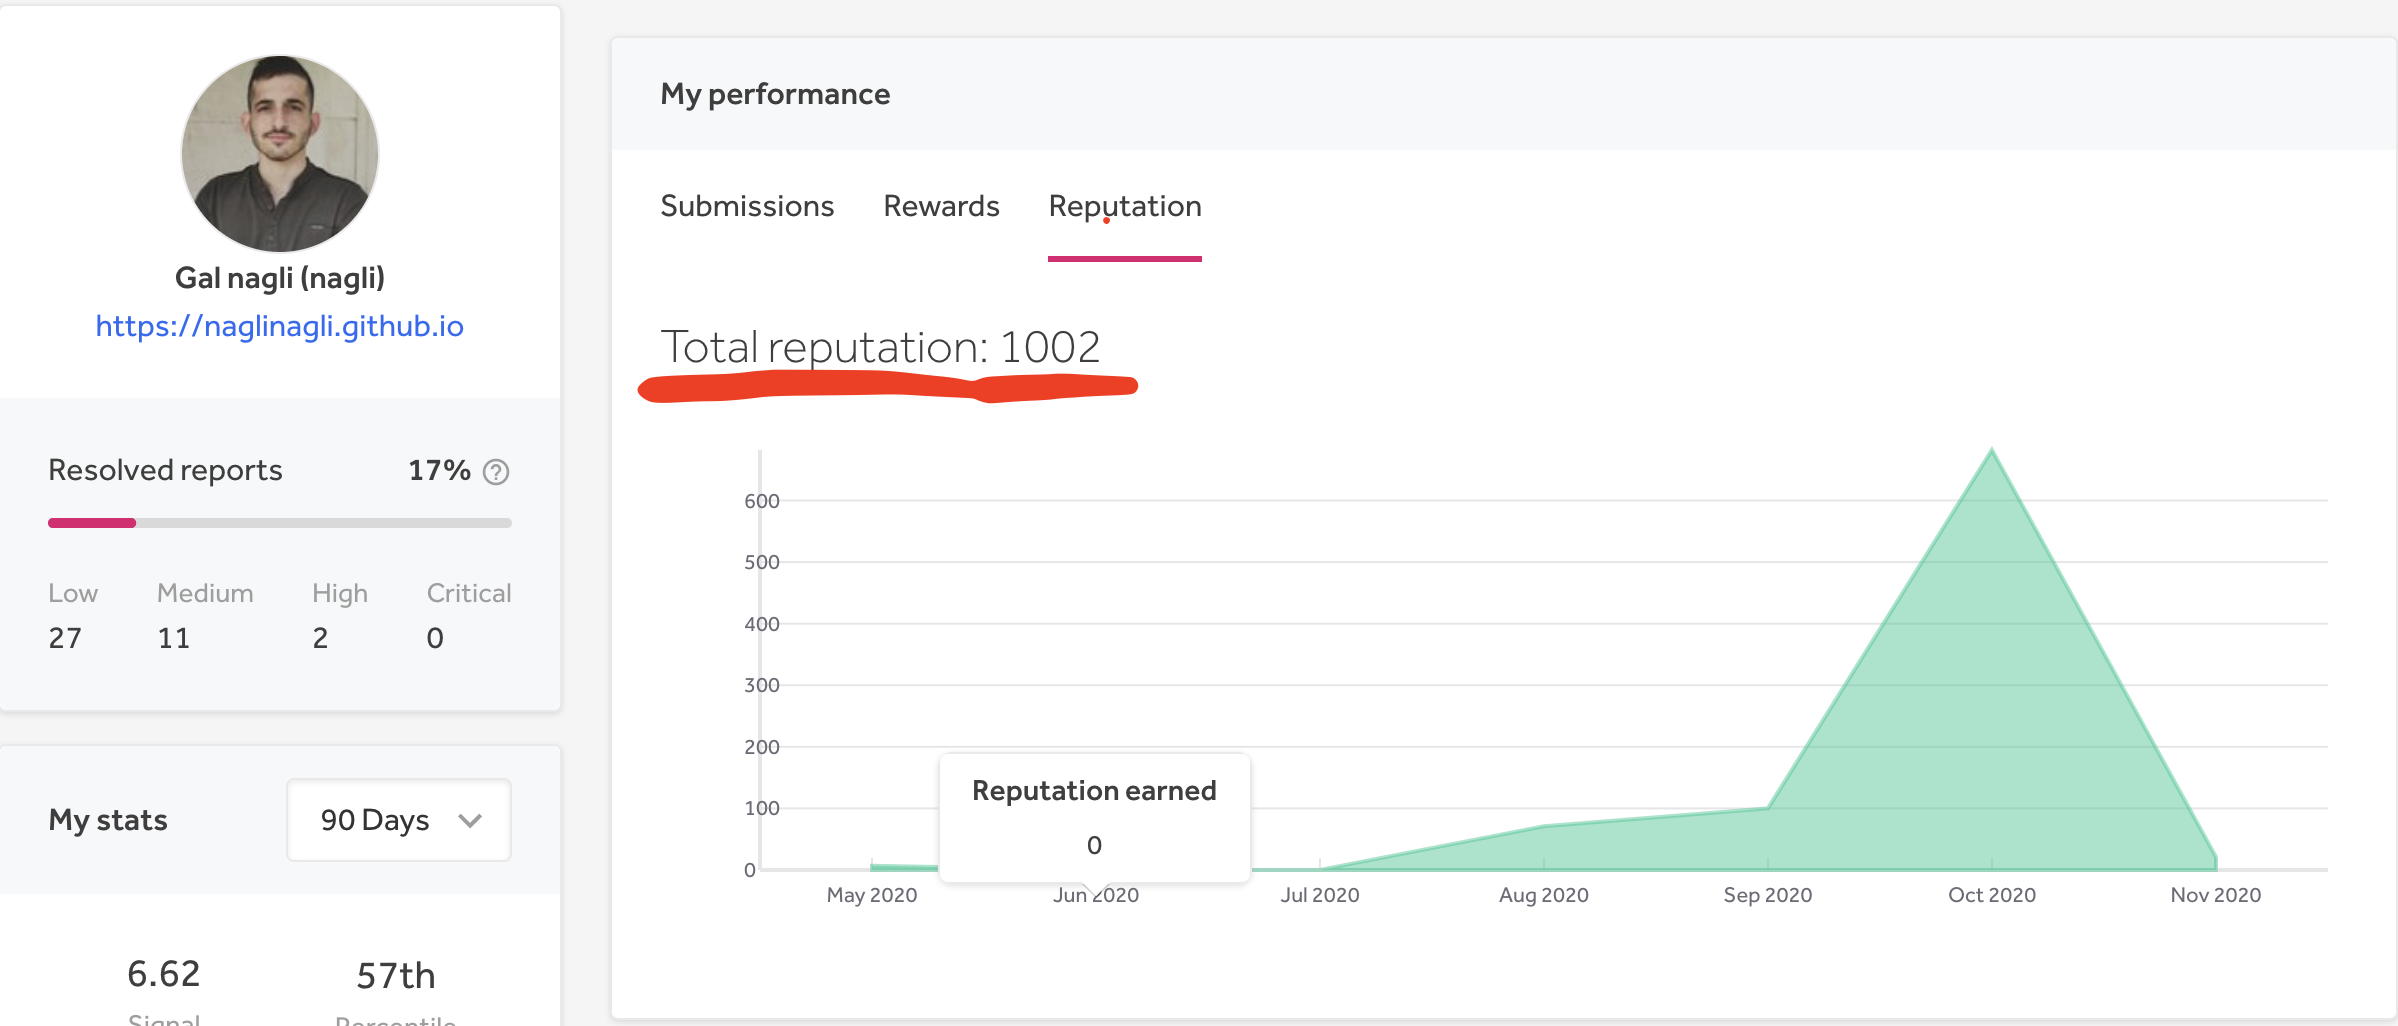 Gal nagli (nagli)
https://naglinagli.github.io
Resolved reports 17% ?
Low Medium High Critical
27 11 2 0
My stats 90 Days
6.62 57th
Signal Percentile
My performance
Submissions Rewards Reputation
Total reputation: 1002
600
500
400
300
200
100
0
Reputation earned
0
May 2020 Jun 2020 Jul 2020 Aug 2020 Sep 2020 Oct 2020 Nov 2020